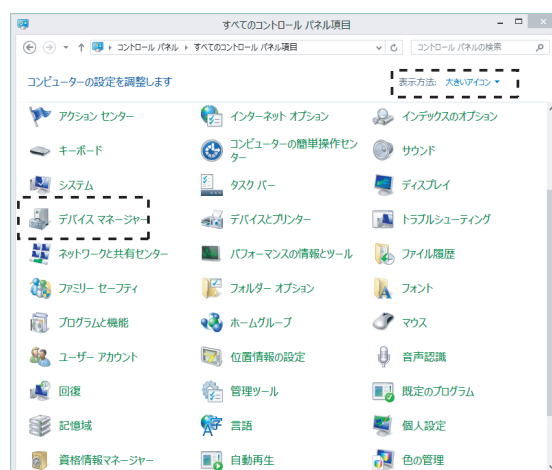 すべてのコントロール パネル項目
コントロール パネル ▸ すべてのコントロール パネル項目
コントロール パネルの検索
コンピューターの設定を調整します
表示方法: 大きいアイコン
アクション センター
インターネット オプション
インデックスのオプション
キーボード
コンピューターの簡単操作セン
ター
サウンド
システム
タスク バー
ディスプレイ
デバイス マネージャー
デバイスとプリンター
トラブルシューティング
ネットワークと共有センター
パフォーマンスの情報とツール
ファイル履歴
ファミリー セーフティ
フォルダー オプション
フォント
プログラムと機能
ホームグループ
マウス
ユーザー アカウント
位置情報の設定
音声認識
回復
管理ツール
既定のプログラム
記憶域
言語
個人設定
資格情報マネージャー
自動再生
色の管理